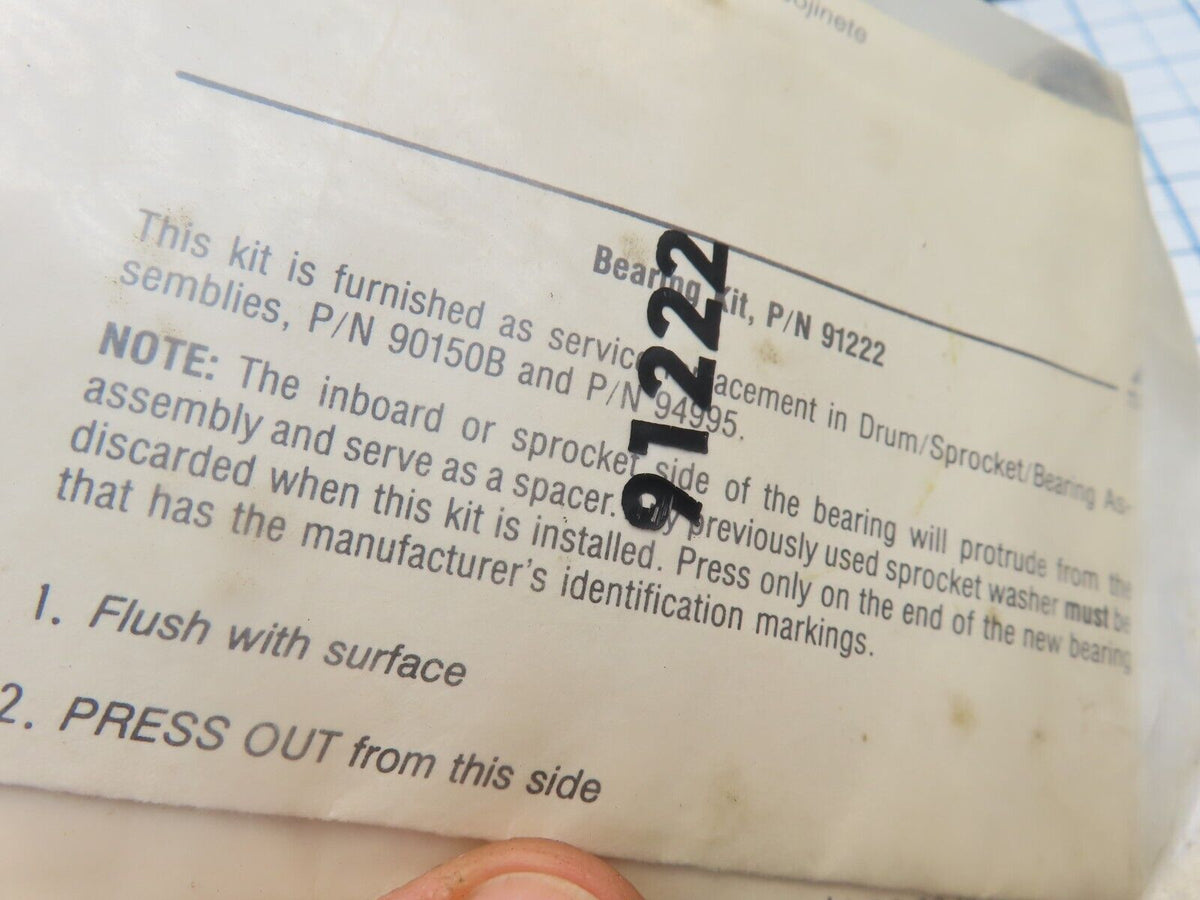 Bearing Kit, P/N 91222
This kit is furnished as service acement in Drum/Sprocket/Bearing As-
semblies, P/N 90150B and P/N 94995.
NOTE: The inboard or sprocket side of the bearing will protrude from the
assembly and serve as a spacer. previously used sprocket washer must be
discarded when this kit is installed. Press only on the end of the new bearing
that has the manufacturer's identification markings.
91222
1. Flush with surface
2. PRESS OUT from this side